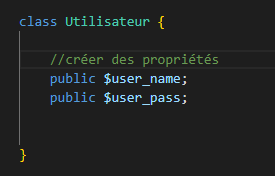 class Utilisateur {
//créer des propriétés
public $user_name;
public $user_pass;
}